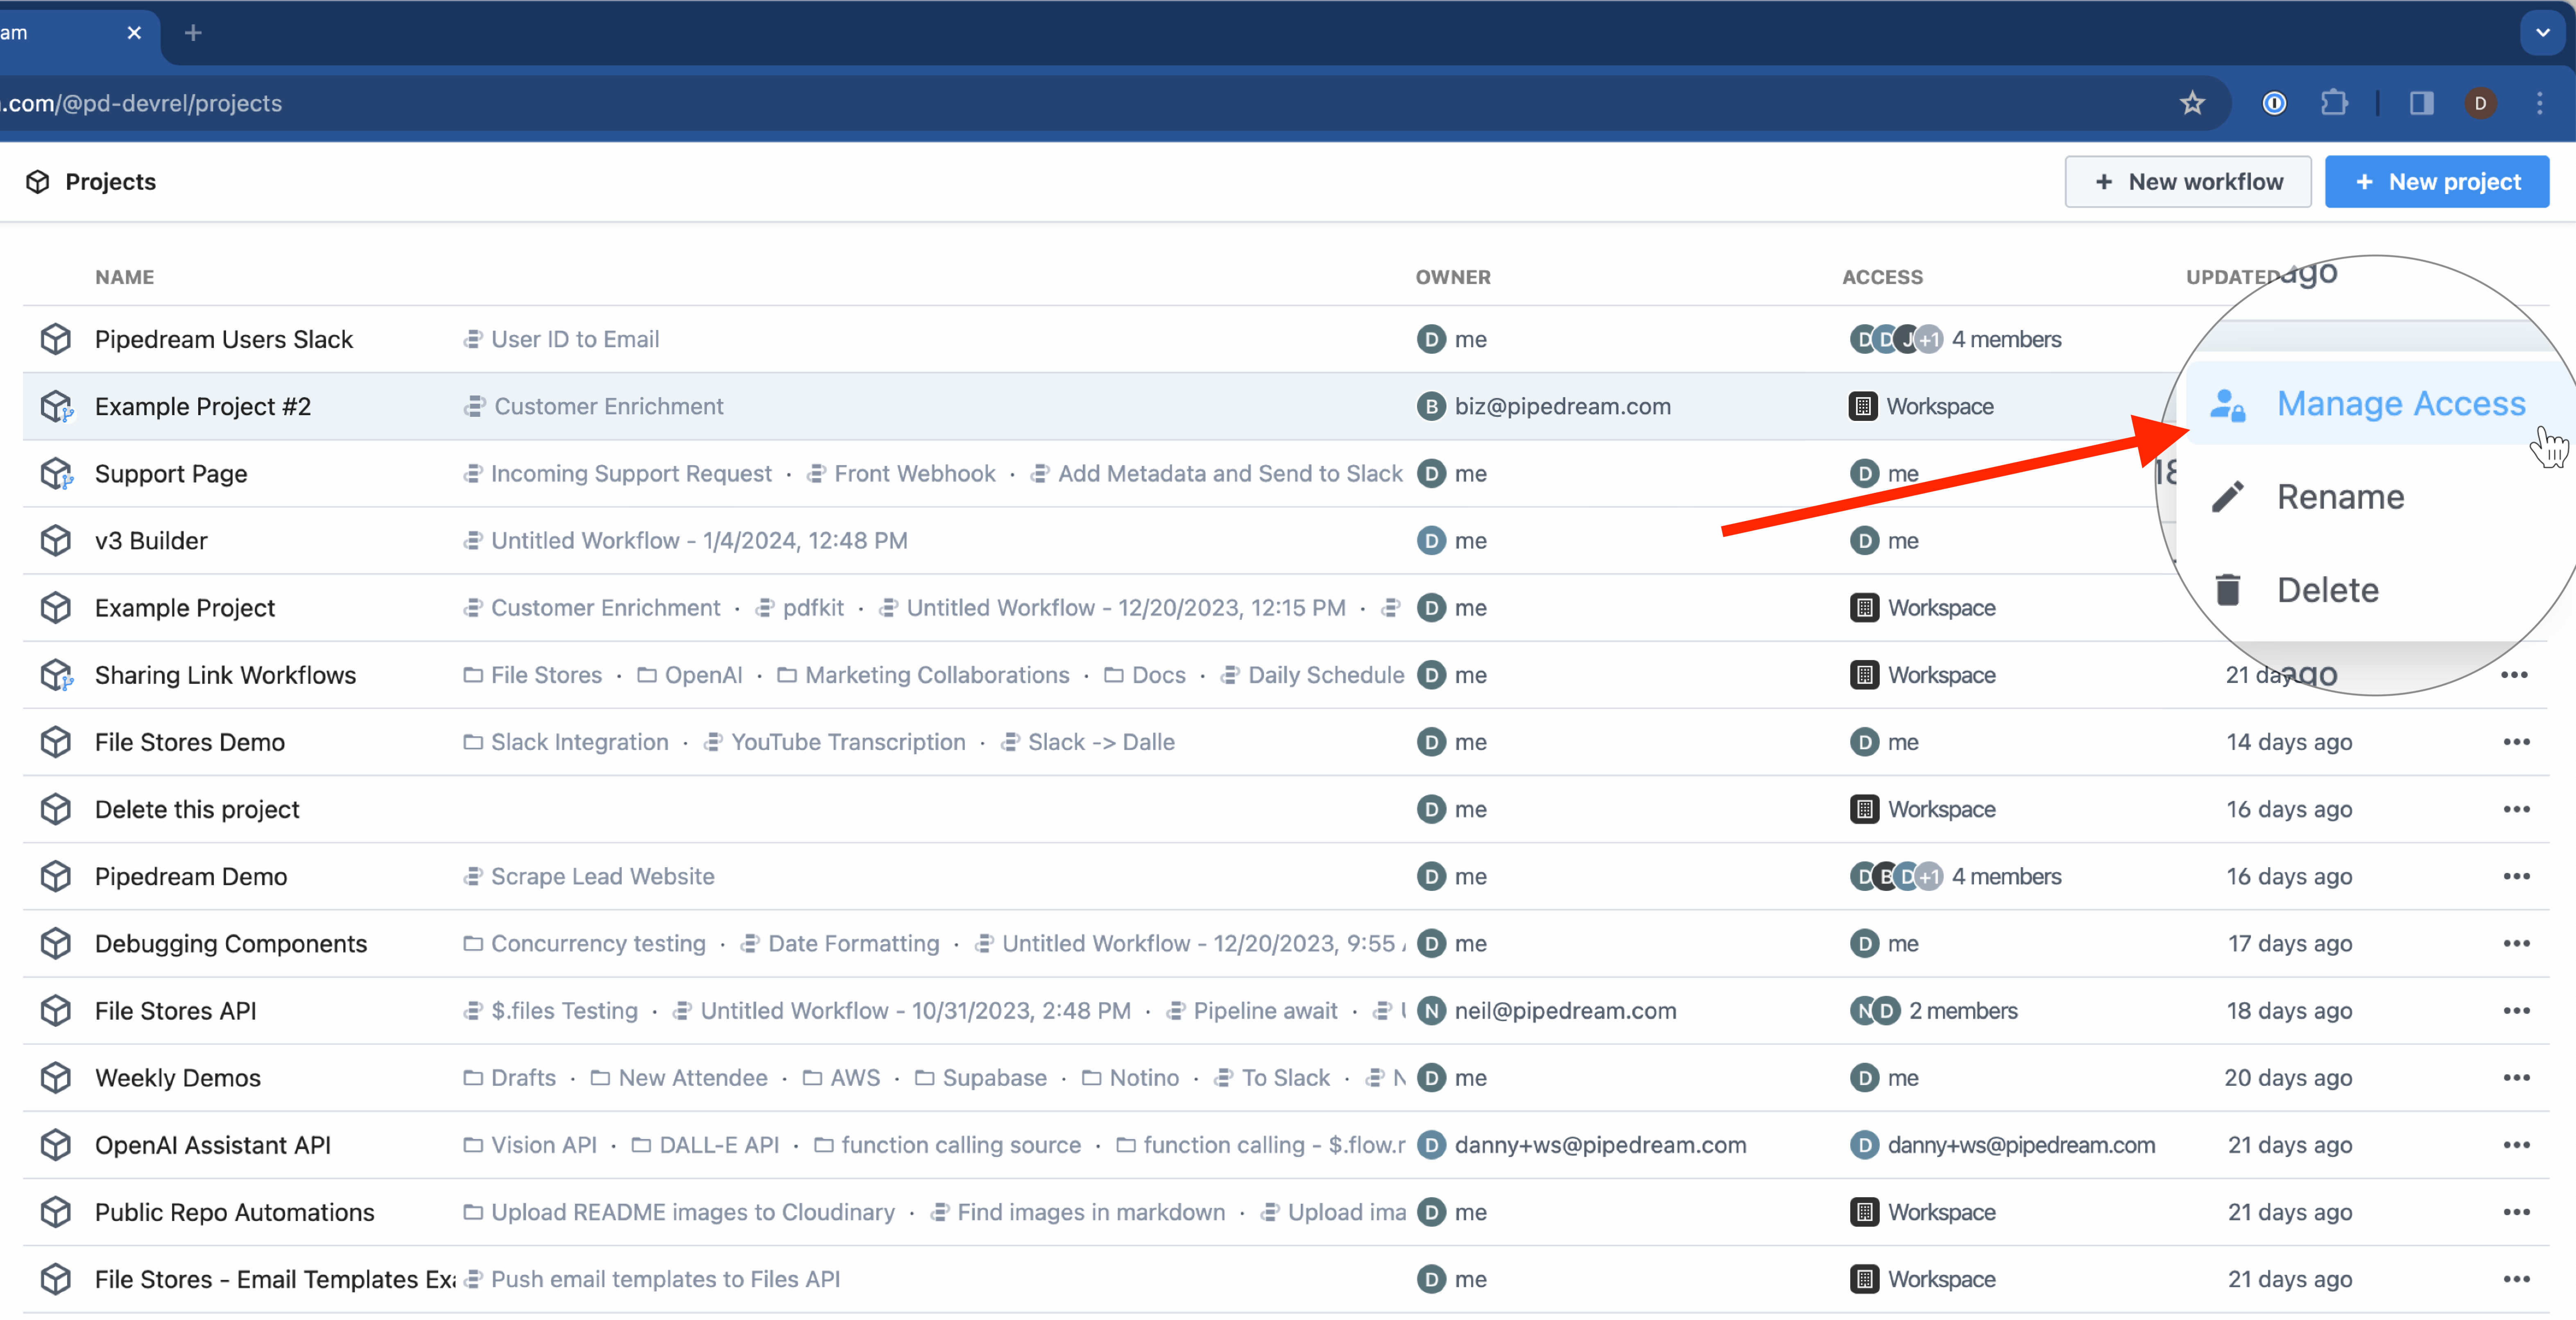 am
.com/@pd-devrel/projects
D
Projects
+ New workflow
+ New project
NAME OWNER ACCESS UPDATED ago
Pipedream Users Slack User ID to Email D me D D J +1 4 members
Example Project #2 Customer Enrichment B biz@pipedream.com Workspace
Manage Access
Support Page Incoming Support Request · Front Webhook · Add Metadata and Send to Slack D me D me 18
Rename
v3 Builder Untitled Workflow - 1/4/2024, 12:48 PM D me D me
Delete
Example Project Customer Enrichment · pdfkit · Untitled Workflow - 12/20/2023, 12:15 PM · D me Workspace
Sharing Link Workflows File Stores · OpenAI · Marketing Collaborations · Docs · Daily Schedule D me Workspace 21 day ago •••
File Stores Demo Slack Integration · YouTube Transcription · Slack -> Dalle D me D me 14 days ago •••
Delete this project D me Workspace 16 days ago •••
Pipedream Demo Scrape Lead Website D me D B D +1 4 members 16 days ago •••
Debugging Components Concurrency testing · Date Formatting · Untitled Workflow - 12/20/2023, 9:55 D me D me 17 days ago •••
File Stores API $.files Testing · Untitled Workflow - 10/31/2023, 2:48 PM · Pipeline await · N neil@pipedream.com N D 2 members 18 days ago •••
Weekly Demos Drafts · New Attendee · AWS · Supabase · Notino · To Slack · N D me D me 20 days ago •••
OpenAI Assistant API Vision API · DALL-E API · function calling source · function calling - $.flow.r D danny+ws@pipedream.com D danny+ws@pipedream.com 21 days ago •••
Public Repo Automations Upload README images to Cloudinary · Find images in markdown · Upload ima D me Workspace 21 days ago •••
File Stores - Email Templates Exa Push email templates to Files API D me Workspace 21 days ago •••